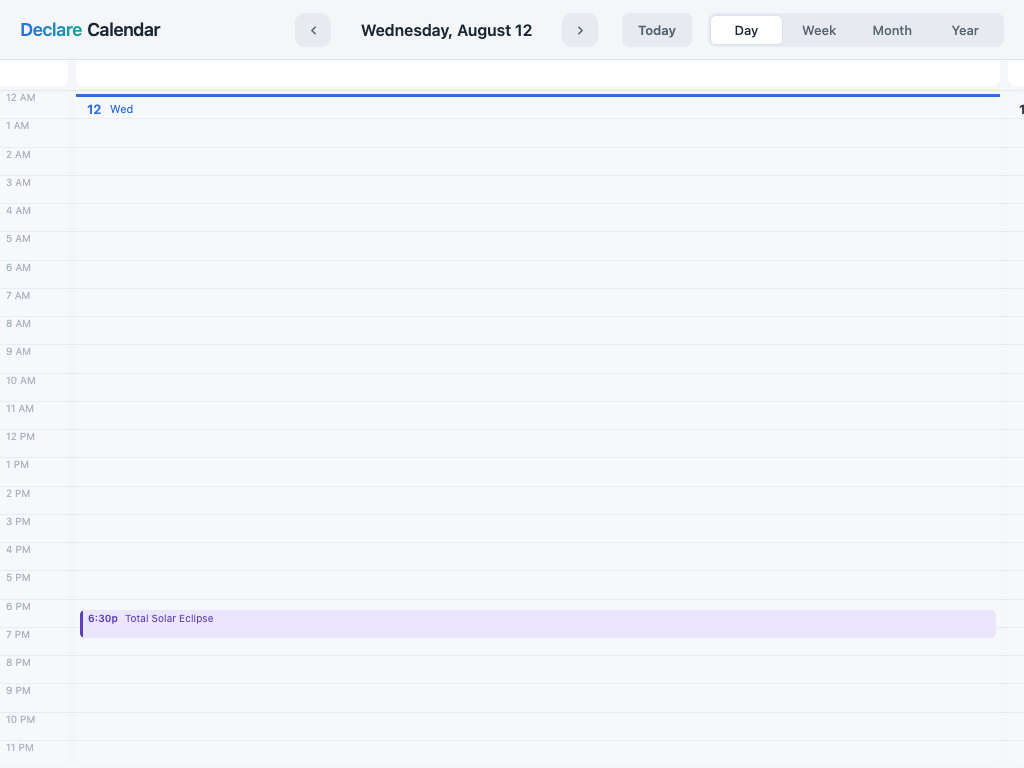 Declare Calendar
Wednesday, August 12
Today
Day
Week
Month
Year
12 AM
12 Wed
1 AM
2 AM
3 AM
4 AM
5 AM
6 AM
7 AM
8 AM
9 AM
10 AM
11 AM
12 PM
1 PM
2 PM
3 PM
4 PM
5 PM
6 PM
6:30p Total Solar Eclipse
7 PM
8 PM
9 PM
10 PM
11 PM